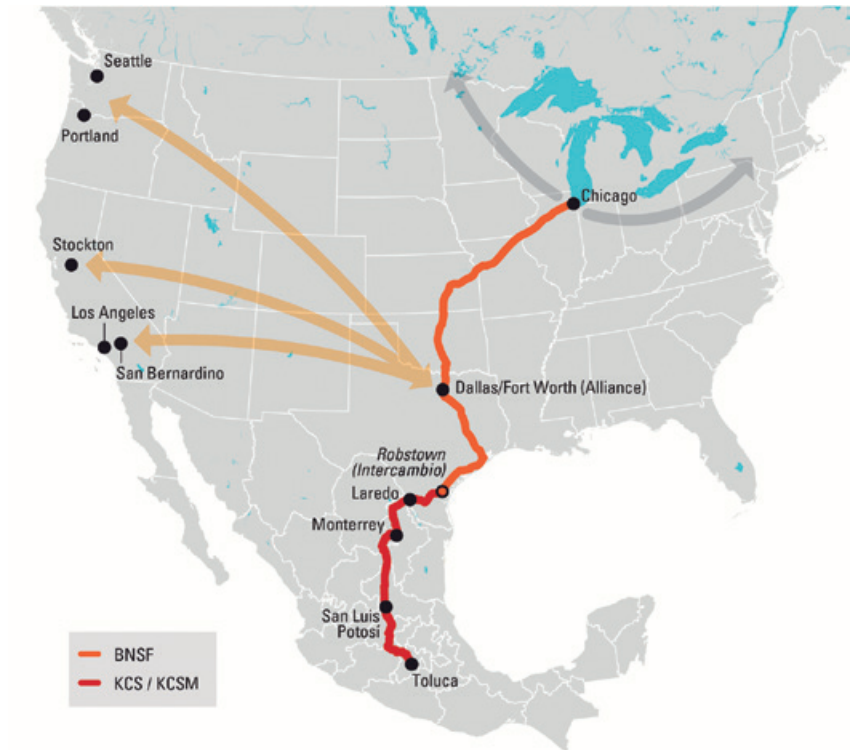 Seattle
Portland
Chicago
Stockton
Los Angeles
San Bernardino
Dallas/Fort Worth (Alliance)
Robstown
(Intercambio)
Laredo
Monterrey
San Luis
Potosí
Toluca
BNSF
KCS / KCSM